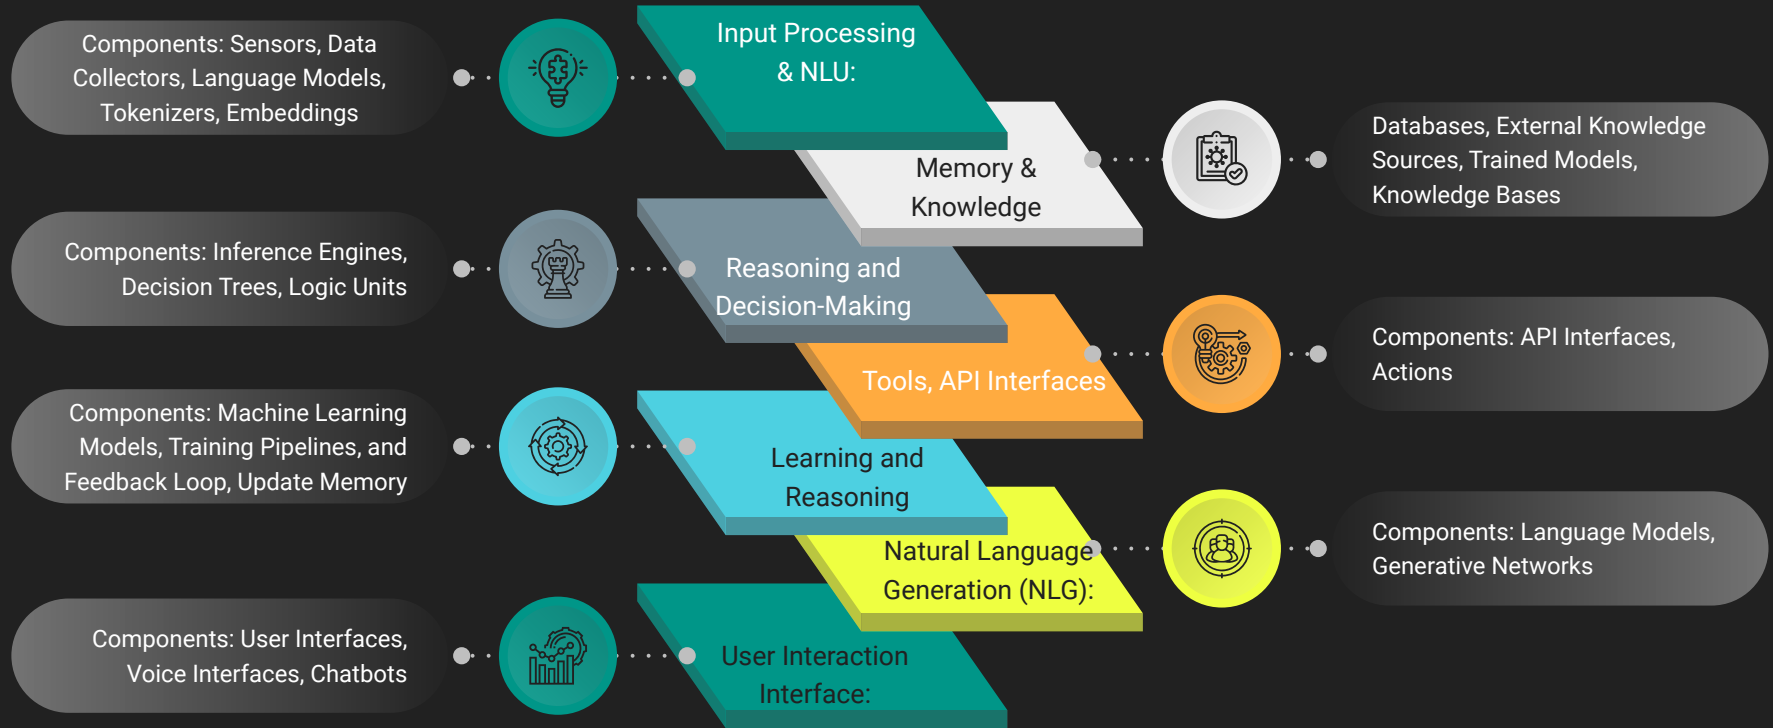 Components: Sensors, Data
Collectors, Language Models,
Tokenizers, Embeddings
Input Processing
& NLU:
Memory &
Knowledge
Databases, External Knowledge
Sources, Trained Models,
Knowledge Bases
Components: Inference Engines,
Decision Trees, Logic Units
Reasoning and
Decision-Making
Tools, API Interfaces
Components: API Interfaces,
Actions
Components: Machine Learning
Models, Training Pipelines, and
Feedback Loop, Update Memory
Learning and
Reasoning
Natural Language
Generation (NLG):
Components: Language Models,
Generative Networks
Components: User Interfaces,
Voice Interfaces, Chatbots
User Interaction
Interface: